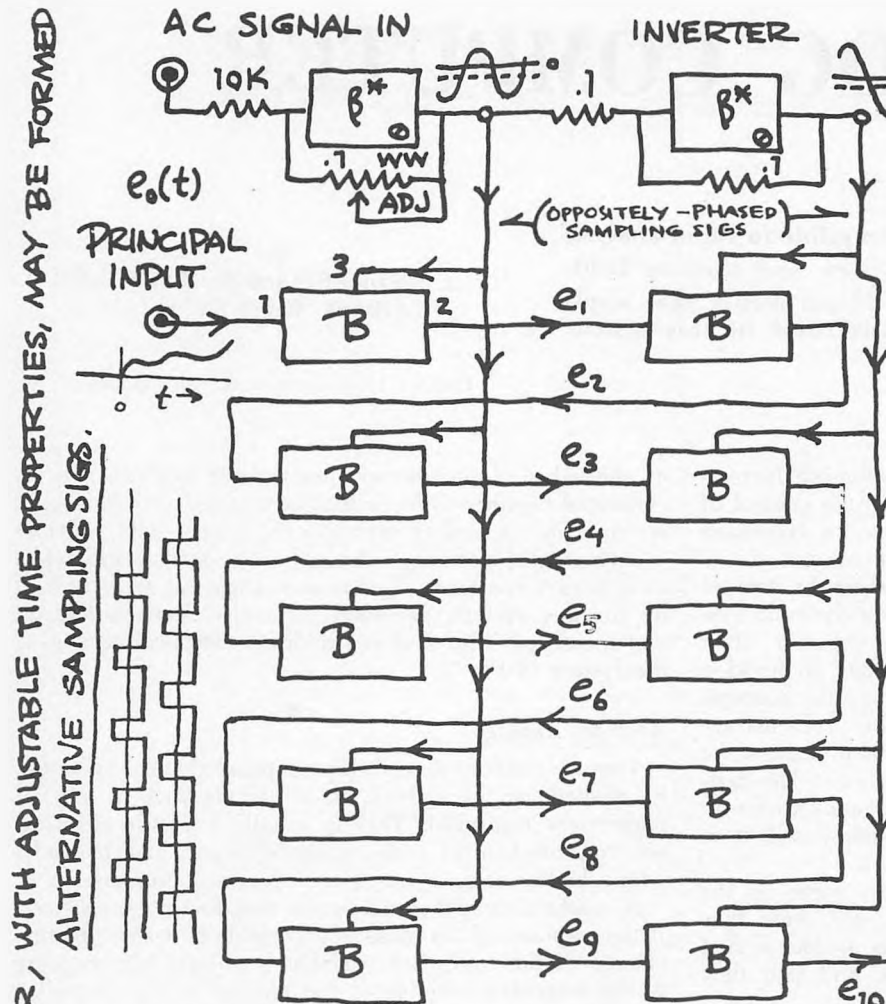 R, WITH ADJUSTABLE TIME PROPERTIES, MAY BE FORMED
ALTERNATIVE SAMPLING SIGS.
AC SIGNAL IN
INVERTER
10K
β*
.1
β*
.1 WW
ADJ
.1
e₀(t)
(OPPOSITELY-PHASED
SAMPLING SIGS)
PRINCIPAL
INPUT
3
1
B
2
e₁
B
0
t →
e₂
B
e₃
B
e₄
B
e₅
B
e₆
B
e₇
B
e₈
B
e₉
B
e₁₀